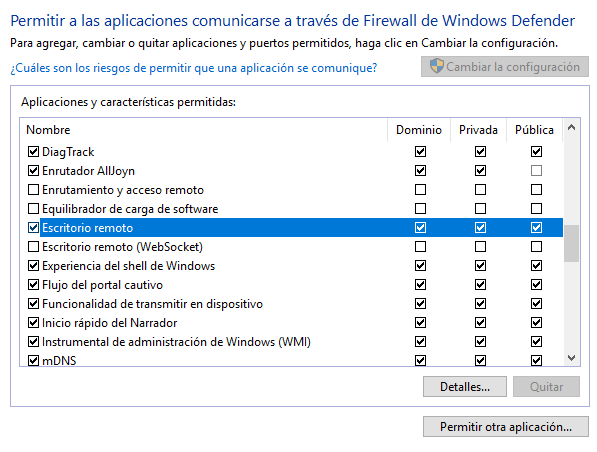 Permitir a las aplicaciones comunicarse a través de Firewall de Windows Defender
Para agregar, cambiar o quitar aplicaciones y puertos permitidos, haga clic en Cambiar la configuración.
¿Cuáles son los riesgos de permitir que una aplicación se comunique?
Cambiar la configuración
Aplicaciones y características permitidas:
Nombre Dominio Privada Pública
DiagTrack
Enrutador AllJoyn
Enrutamiento y acceso remoto
Equilibrador de carga de software
Escritorio remoto
Escritorio remoto (WebSocket)
Experiencia del shell de Windows
Flujo del portal cautivo
Funcionalidad de transmitir en dispositivo
Inicio rápido del Narrador
Instrumental de administración de Windows (WMI)
mDNS
Detalles... Quitar
Permitir otra aplicación...